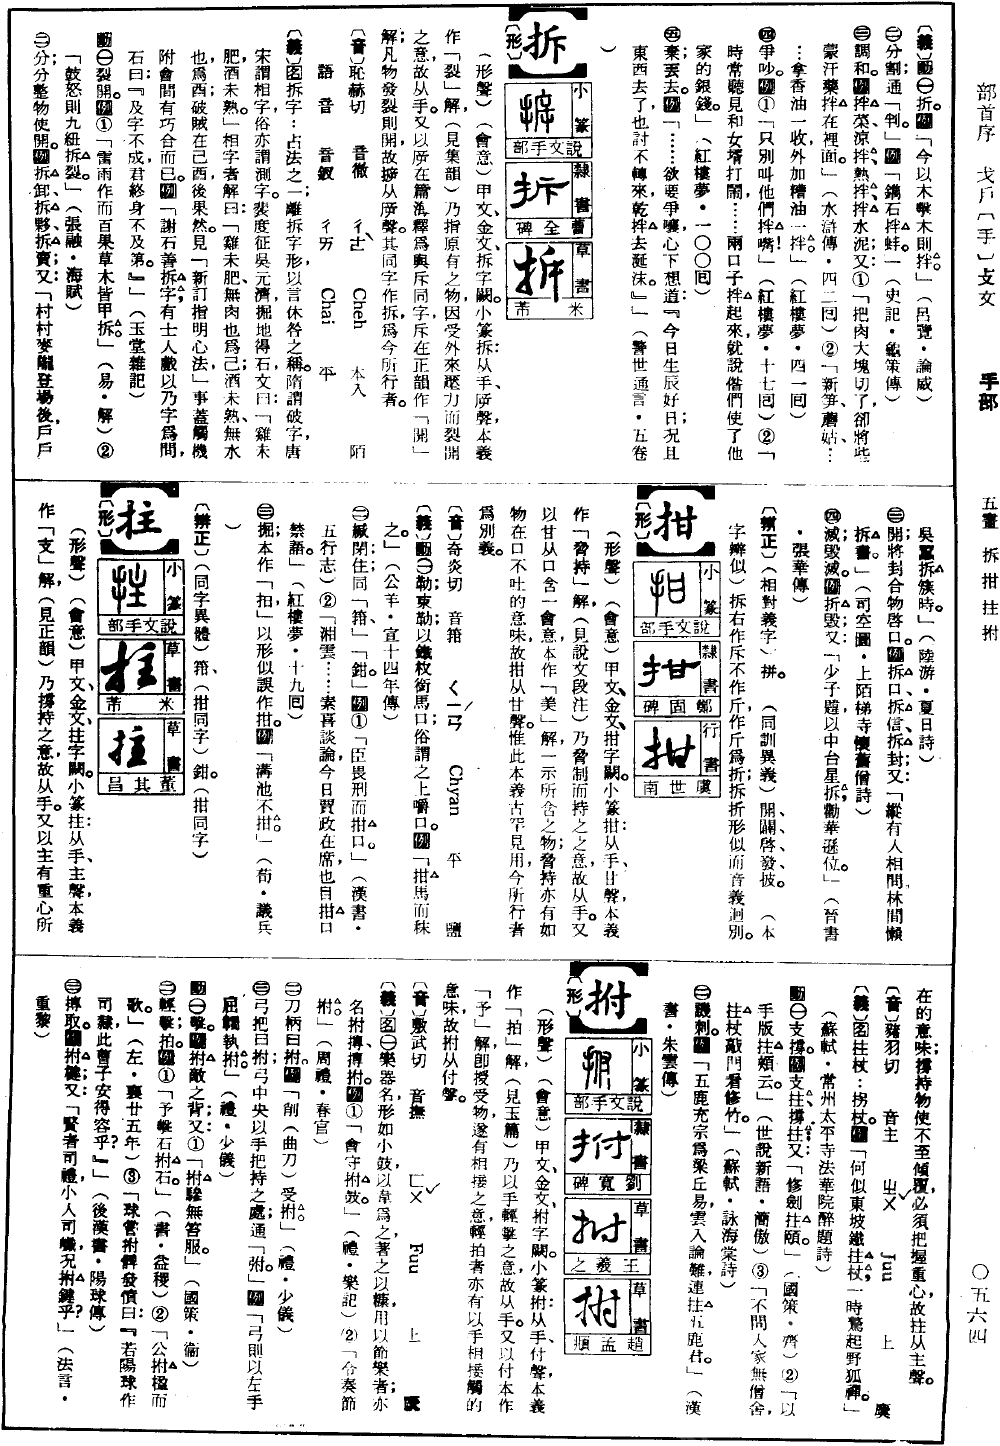 部首序　戈戶〔手〕攴文　手部　五畫　拆拑拄拊　〇五六四
〔義〕動㊀折。例「今以木擊木則拌。」（呂覽・論威）
㊁分割通「判。」例「鐫石拌蚌。」（史記・龜策傳）
㊂調和。例拌菜涼拌熱拌拌水泥又：①「把肉大塊切了卻將些
蒙汗藥拌在裡面。」（水滸傳・四二回）②「新笋蘑菇…
…拿香油一收，外加糟油一拌。」（紅樓夢・四一回）
㊃爭吵。例①「只別叫他們拌嘴！」（紅樓夢・十七回）②「
時常聽見和女壻打鬧……兩口子拌起來，就說偺們使了他
家的銀錢。」（紅樓夢・一〇〇回）
㊄棄；丟去。例「……欲要爭嚷，心下想道：『今日生辰好日，況且
東西去了也討不轉來，乾拌去涎沫。』」（警世通言・五卷
）
拆
〔形〕
小篆　說文手部
隸書　曹全碑
草書　米芾
（形聲）（會意）甲文、金文、拆字闕。小篆拆：从手、𢉖聲，本義
作「裂」解（見集韻）乃指原有之物因受外來壓力而裂開
之意，故从手。又以𢉖在籥海釋爲與斥同字，斥在正韻作「開」
解，凡物發裂則開，故㩹从𢉖聲。其同字作拆，爲今所行者。
〔音〕恥赫切　音徹　ㄔㄜˋ　Cheh　本入　陌
語音　音釵　ㄔㄞ　Chai　平
〔義〕名拆字：占法之一，離拆字形以言休咎之稱。隋謂破字，唐
宋謂相字，俗亦謂測字。裴度征吳元濟，掘地得石文曰：「雞未
肥，酒未熟。」相字者解曰：「雞未肥，無肉也，爲己；酒未熟，無水
也，爲酉；破賊在己酉。後果然。見「新訂指明心法」事蓋觸機
附會，間有巧合而已。例「謝石善拆字，有士人戲以乃字爲問，
石曰：『及字不成，君終身不及第。』」（玉堂雜記）
動㊀裂開。例①「雷雨作而百果草木皆甲拆。」（易・解）②
「鼓怒則九紐拆裂。」（張融・海賦）
㊁分；分整物使開。例拆卸、拆夥、拆賣又：「村村麥隴登場後，戶戶
吳蠶拆簇時。」（陸游・夏日詩）
㊂開；將封合物啓口。例拆口、拆信、拆封又：「縱有人相問，林間懶
拆書。」（司空圖・上陌梯寺懷舊僧詩）
㊃減；毀滅。例拆毀又：「少子韙以中台星拆，勸華遜位。」（晉書
・張華傳）
〔辨正〕（相對義字）拼。（同訓異義）開、闢、啓、發、披。（本
字辨似）拆右作斥，不作斤，作斤爲折，拆折形似而音義迥別。
拑
〔形〕
小篆　說文手部
隸書　鄭固碑
行書　虞世南
（形聲）（會意）甲文、金文、拑字闕。小篆拑：从手、甘聲，本義
作「脅持」解，（見說文段注）乃脅制而持之之意，故从手。又
以甘从口含一會意，本作「美」解，一示所含之物；脅持亦有如
物在口不吐的意味，故拑从甘聲。惟此本義古罕見用，今所行者
爲別義。
〔音〕奇炎切　音箝　ㄑㄧㄢˊ　Chyan　平　鹽
〔義〕動㊀勒束；勒以鐵杖銜馬口，俗謂之上嚼口。例「拑馬而秣
之。」（公羊・宣十四年傳）
㊁緘；閉住，同「箝」「鉗。」例①「臣畏刑而拑口。」（漢書・
五行志）②「湘雲……素喜談論，今日賈政在席，也自拑口
禁語。」（紅樓夢・十九回）
㊂掘，本作「抇」以形似誤作拑。例「溝池不拑。」（荀・議兵
）
〔辨正〕（同字異體）箝、（拑同字）鉗。（拑同字）
拄
〔形〕
小篆　說文手部
草書　米芾
草書　董其昌
（形聲）（會意）甲文、金文、拄字闕。小篆拄：从手、主聲，本義
作「支」解，（見正韻）乃撐持之意，故从手。又以主有重心所
在的意味，撐持物使不至傾覆，必須把握重心，故拄从主聲。
〔音〕蕹羽切　音主　ㄓㄨˇ　Juu　上　麌
〔義〕名拄杖：拐杖。例「何似東坡鐵拄杖，一時驚起野狐禪。」
（蘇軾・常州太平寺法華院醉題詩）
動㊀支；撐。例支拄、撐拄又：「修劍拄頤。」（國策・齊）②「以
手版拄頰云。」（世說新語・簡傲）③「不問人家無僧舍，
拄杖敲門看修竹。」（蘇軾・詠海棠詩）
㊁譏刺。例「五鹿充宗爲梁丘易，雲入論難，連拄五鹿君。」（漢
書・朱雲傳）
拊
〔形〕
小篆　說文手部
隸書　劉寬碑
草書　王羲之
草書　趙孟頫
（形聲）（會意）甲文、金文、拊字闕。小篆拊：从手、付聲，本義
作「拍」解（見玉篇）乃以手輕擊之意，故从手。又以付本作
「予」解，卽授受物，遂有相接之意，輕拍者亦有以手相接觸的
意味，故拊从付聲。
〔音〕敷武切　音撫　ㄈㄨˇ　Fuu　上　麌
〔義〕名㊀樂器名，形如小鼓，以韋爲之，著之以糠，用以節樂者，亦
名拊搏、搏拊。例①「會守拊鼓。」（禮・樂記）②「令奏節
拊。」（周禮・春官）
㊁刀柄曰拊。例「削（曲刀）受拊。」（禮・少儀）
㊂弓把曰拊；弓中央以手把持之處，通「弣。」例「弓則以左手
屈韣執拊。」（禮・少儀）
動㊀擊。例拊敵之背；又①「拊驂無笞服。」（國策・衛）
㊁輕擊；拍。例①「予擊石拊石。」（書・益稷）②「公拊楹而
歌。」（左・襄廿五年）③「球嘗拊髀發憤曰：『若陽球作
司隸，此曹子安得容乎？』」（後漢書・陽球傳）
㊂搏取。例拊鍵；又：「賢者司禮，小人司巇，況拊鍵乎？」（法言・
重黎）